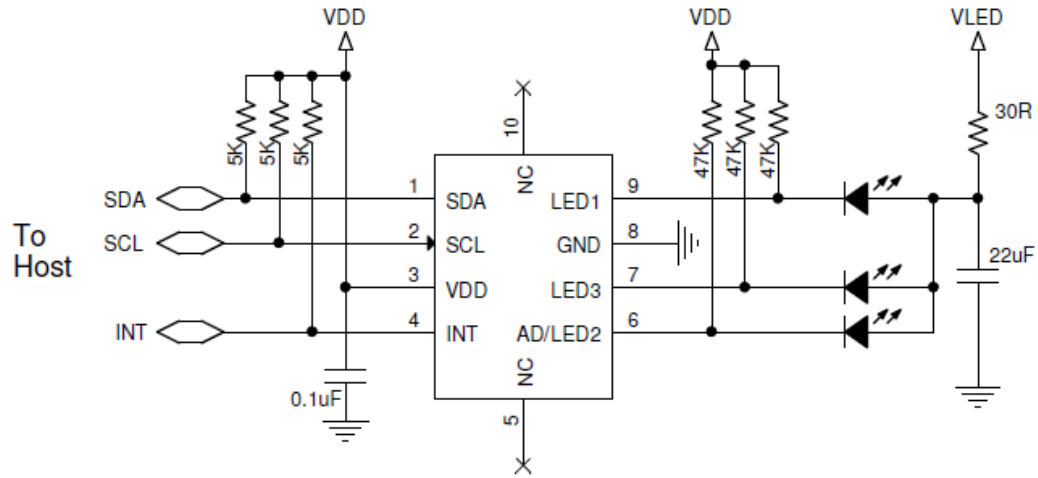 VDD
VDD
VLED
30R
5K
5K
5K
47K
47K
47K
10
NC
SDA
1
SDA
LED1
9
To
Host
SCL
2
SCL
GND
8
22uF
3
VDD
LED3
7
INT
4
INT
AD/LED2
6
NC
0.1uF
5